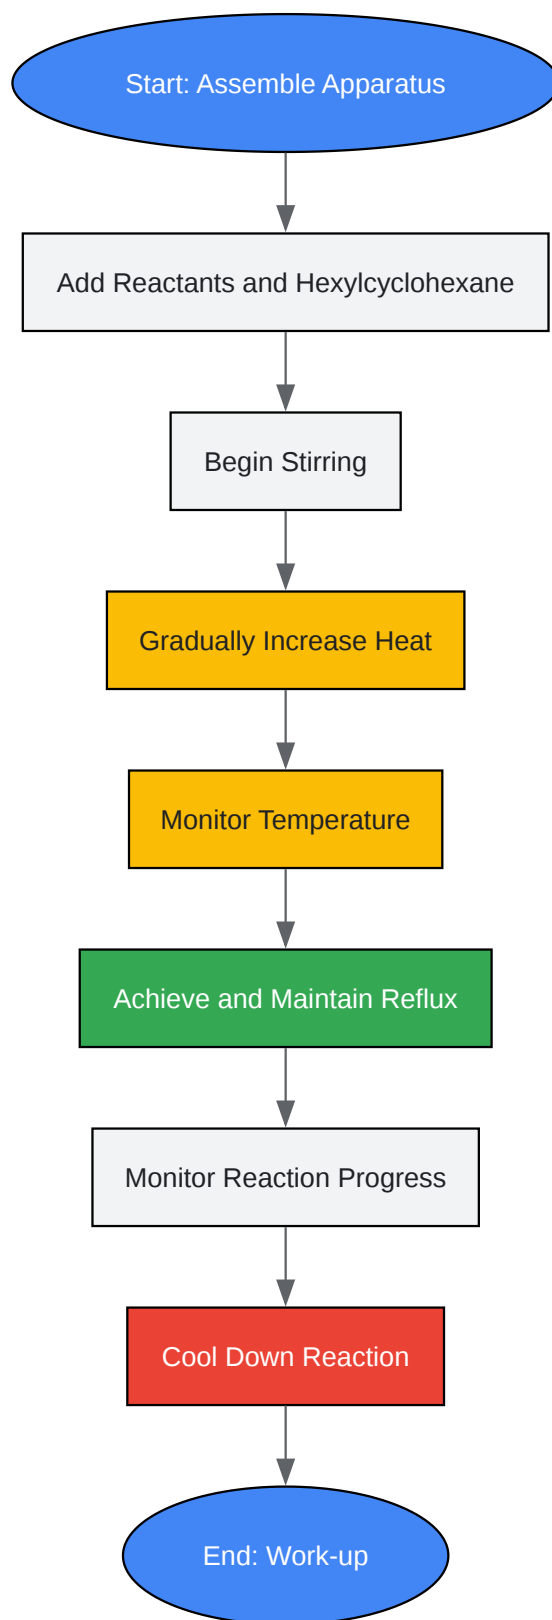 Start: Assemble Apparatus
Add Reactants and Hexylcyclohexane
Begin Stirring
Gradually Increase Heat
Monitor Temperature
Achieve and Maintain Reflux
Monitor Reaction Progress
Cool Down Reaction
End: Work-up